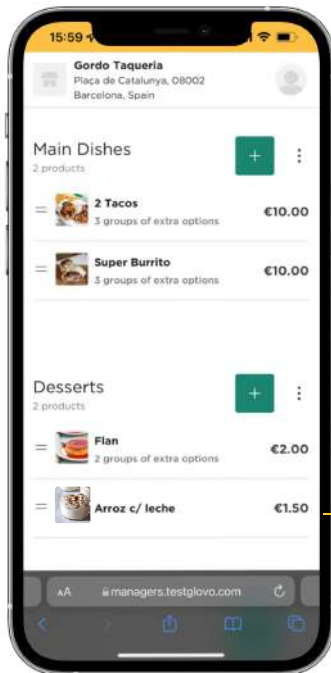 15:59
Gordo Taqueria
Plaça de Catalunya, 08002
Barcelona, Spain
Main Dishes
2 products
+
2 Tacos
3 groups of extra options
€10.00
Super Burrito
3 groups of extra options
€10.00
Desserts
2 products
+
Flan
2 groups of extra options
€2.00
Arroz c/ leche
€1.50
AA
managers.testglovo.com